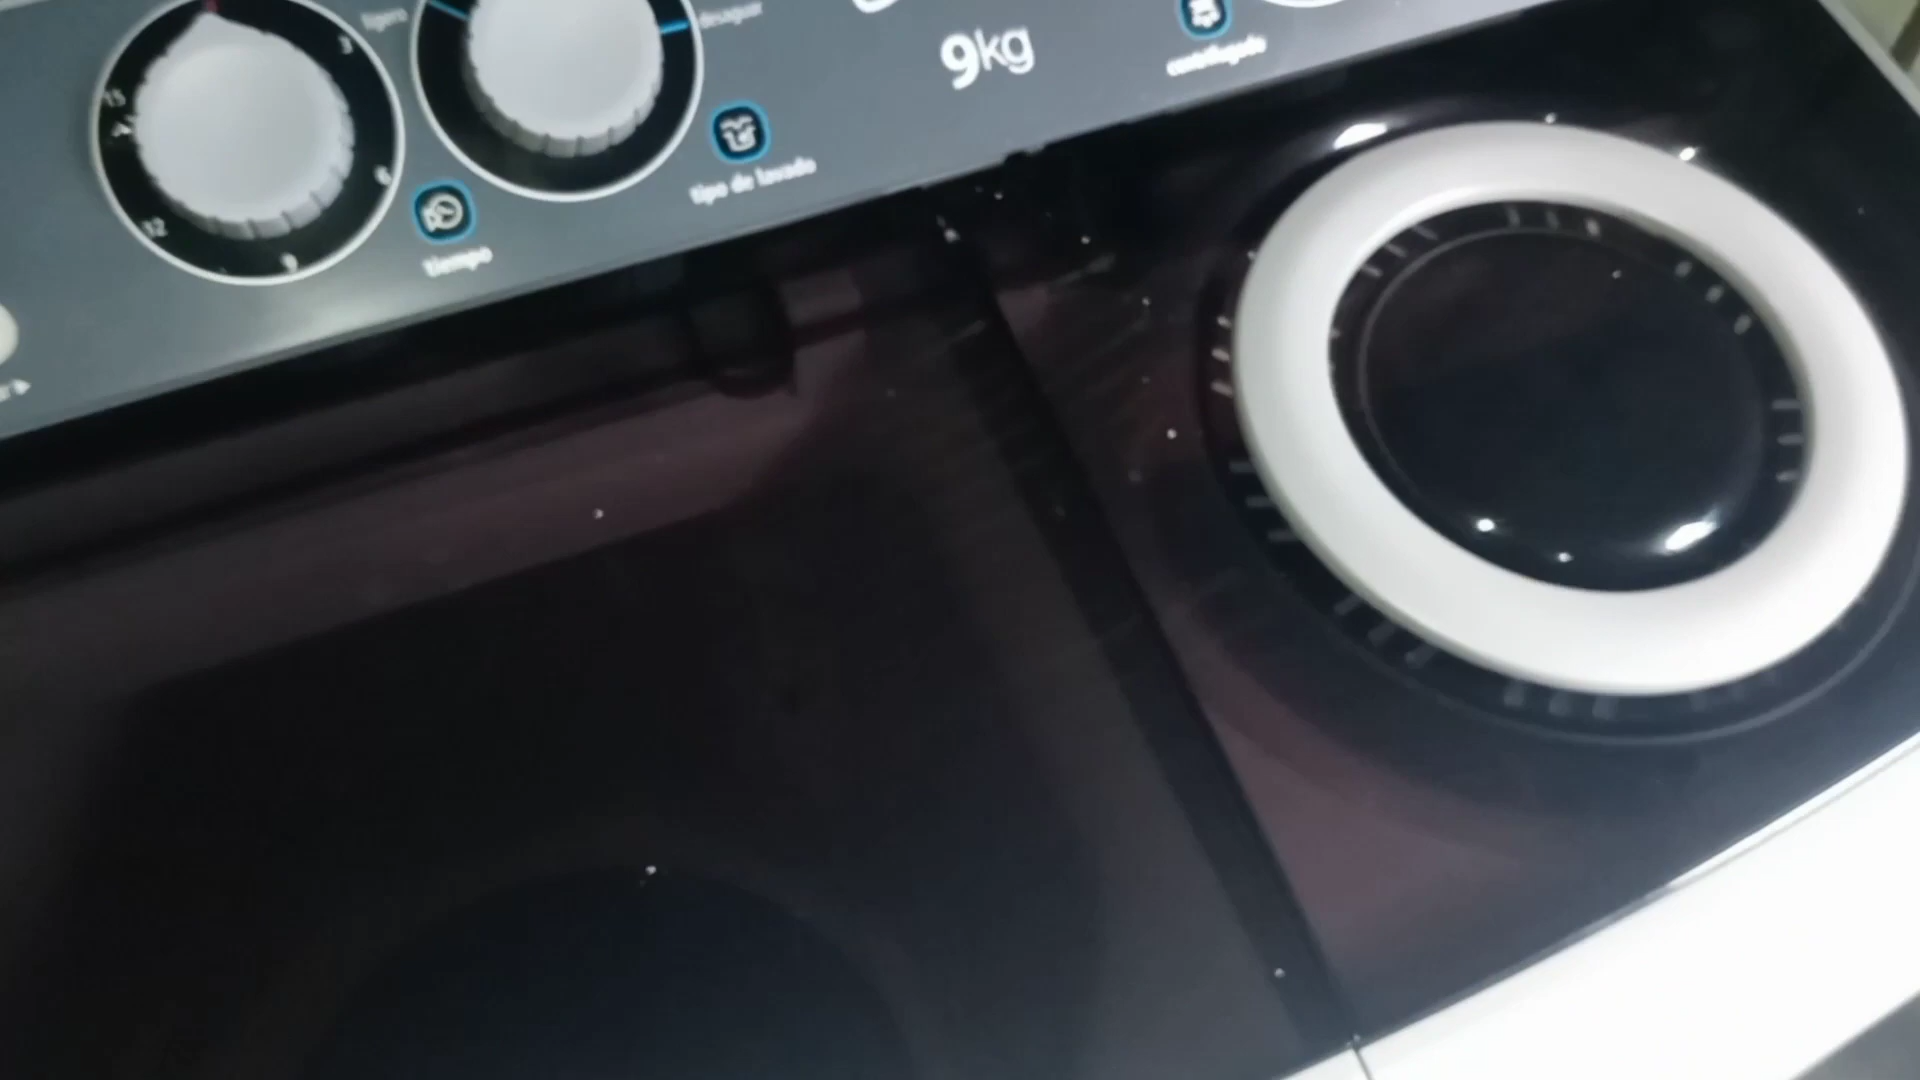 ligero
desaguar
9kg
centrifugado
tipo de lavado
tiempo
3
6
9
12
15